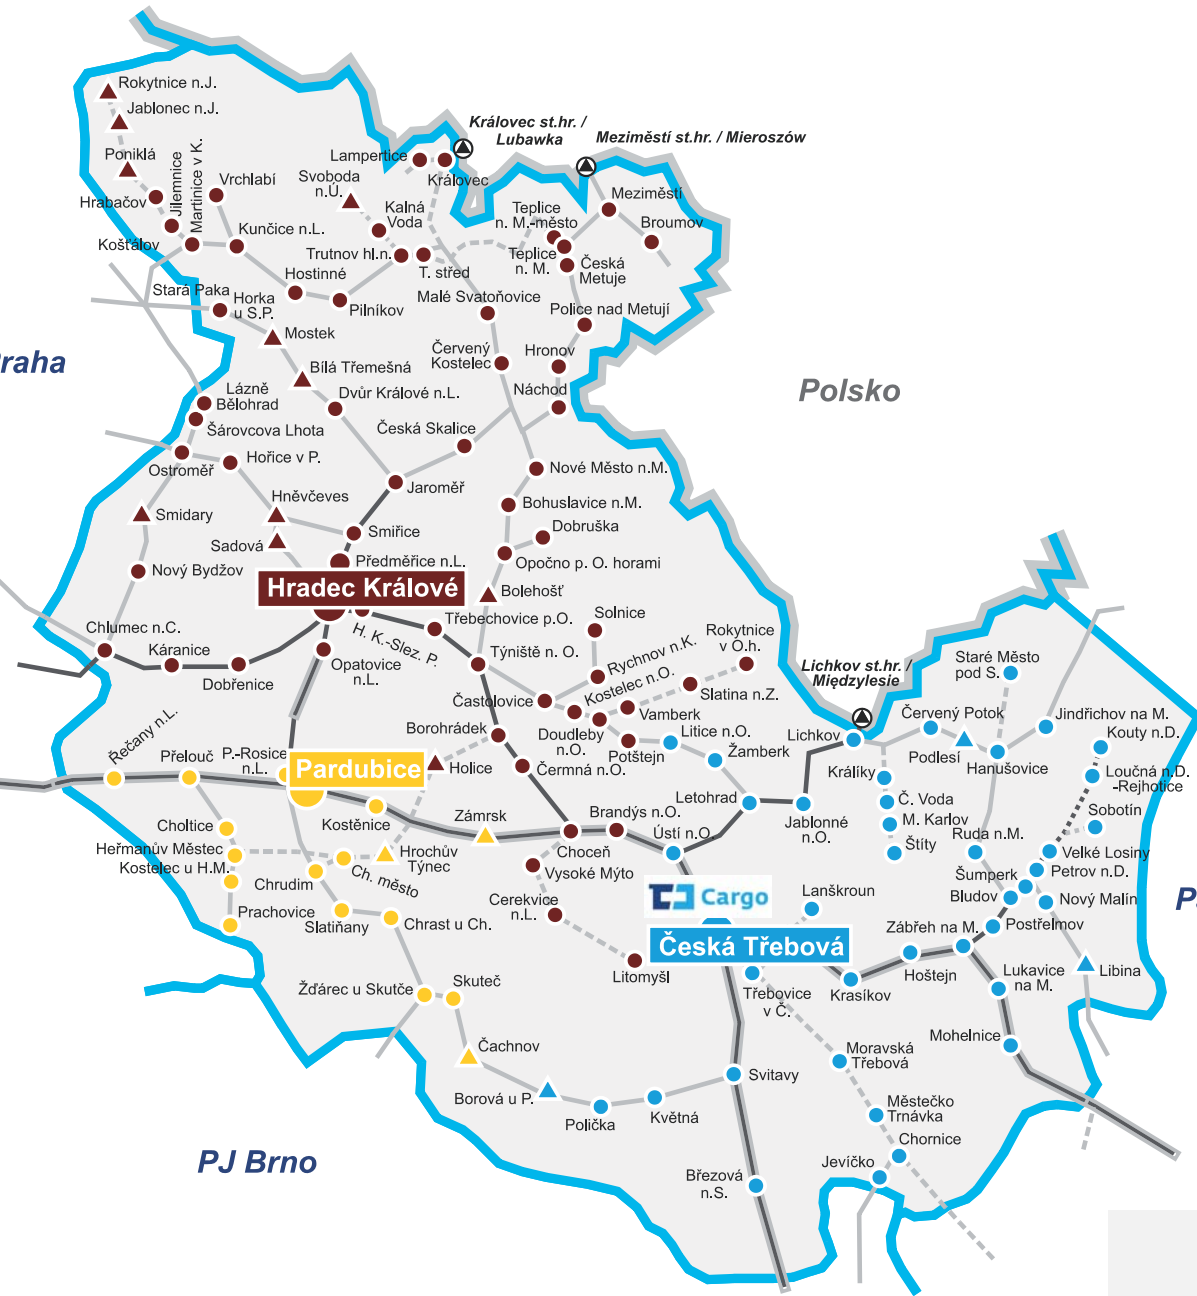 Rokytnice n.J.
Jablonec n.J.
Poniklá
Hrabačov
Jilemnice
Martinice v K.
Košťálov
Vrchlabí
Kunčice n.L.
Svoboda
n.Ú.
Lampertice
Královec
Královec st.hr. /
Lubawka
Meziměstí st.hr. / Mieroszów
Kalná
Voda
Trutnov hl.n.
T. střed
Teplice
n. M.-město
Teplice
n. M.
Meziměstí
Broumov
Česká
Metuje
Hostinné
Pilníkov
Stará Paka
Horka
u S.P.
Mostek
Malé Svatoňovice
Police nad Metují
Bílá Třemešná
Červený
Kostelec
Hronov
Náchod
raha
Polsko
Lázně
Bělohrad
Dvůr Králové n.L.
Šárovcova Lhota
Česká Skalice
Ostroměř
Hořice v P.
Jaroměř
Nové Město n.M.
Bohuslavice n.M.
Hněvčeves
Smidary
Sadová
Smiřice
Dobruška
Opočno p. O. horami
Předměřice n.L.
Nový Bydžov
Hradec Králové
Bolehošť
Solnice
Třebechovice p.O.
H. K.-Slez. P.
Chlumec n.C.
Káranice
Dobřenice
Opatovice
n.L.
Týniště n. O.
Rychnov n.K.
Rokytnice
v O.h.
Častolovice
Kostelec n.O.
Slatina n.Z.
Vamberk
Lichkov st.hr. /
Międzylesie
Staré Město
pod S.
Řečany n.L.
Přelouč
P.-Rosice
n.L.
Pardubice
Borohrádek
Holice
Čermná n.O.
Doudleby
n.O.
Potštejn
Litice n.O.
Žamberk
Lichkov
Červený Potok
Podlesí
Hanušovice
Jindřichov na M.
Kouty n.D.
Loučná n.D.
-Rejhotice
Králíky
Č. Voda
M. Karlov
Štíty
Sobotín
Letohrad
Jablonné
n.O.
Kostěnice
Zámrsk
Brandýs n.O.
Ústí n.O.
Choceň
Choltice
Heřmanův Městec
Kostelec u H.M.
Prachovice
Chrudim
Ch. město
Hrochův
Týnec
Slatiňany
Chrast u Ch.
Vysoké Mýto
Cerekvice
n.L.
Litomyšl
Cargo
Česká Třebová
Lanškroun
Ruda n.M.
Velké Losiny
Petrov n.D.
Šumperk
Bludov
Nový Malín
Postřelmov
Zábřeh na M.
Hoštejn
Krasíkov
Lukavice
na M.
Libina
Mohelnice
Třebovice
v Č.
Moravská
Třebová
Městečko
Trnávka
Chornice
Jevíčko
Žďárec u Skutče
Skuteč
Čachnov
Borová u P.
Polička
Květná
Svitavy
Březová
n.S.
PJ Brno